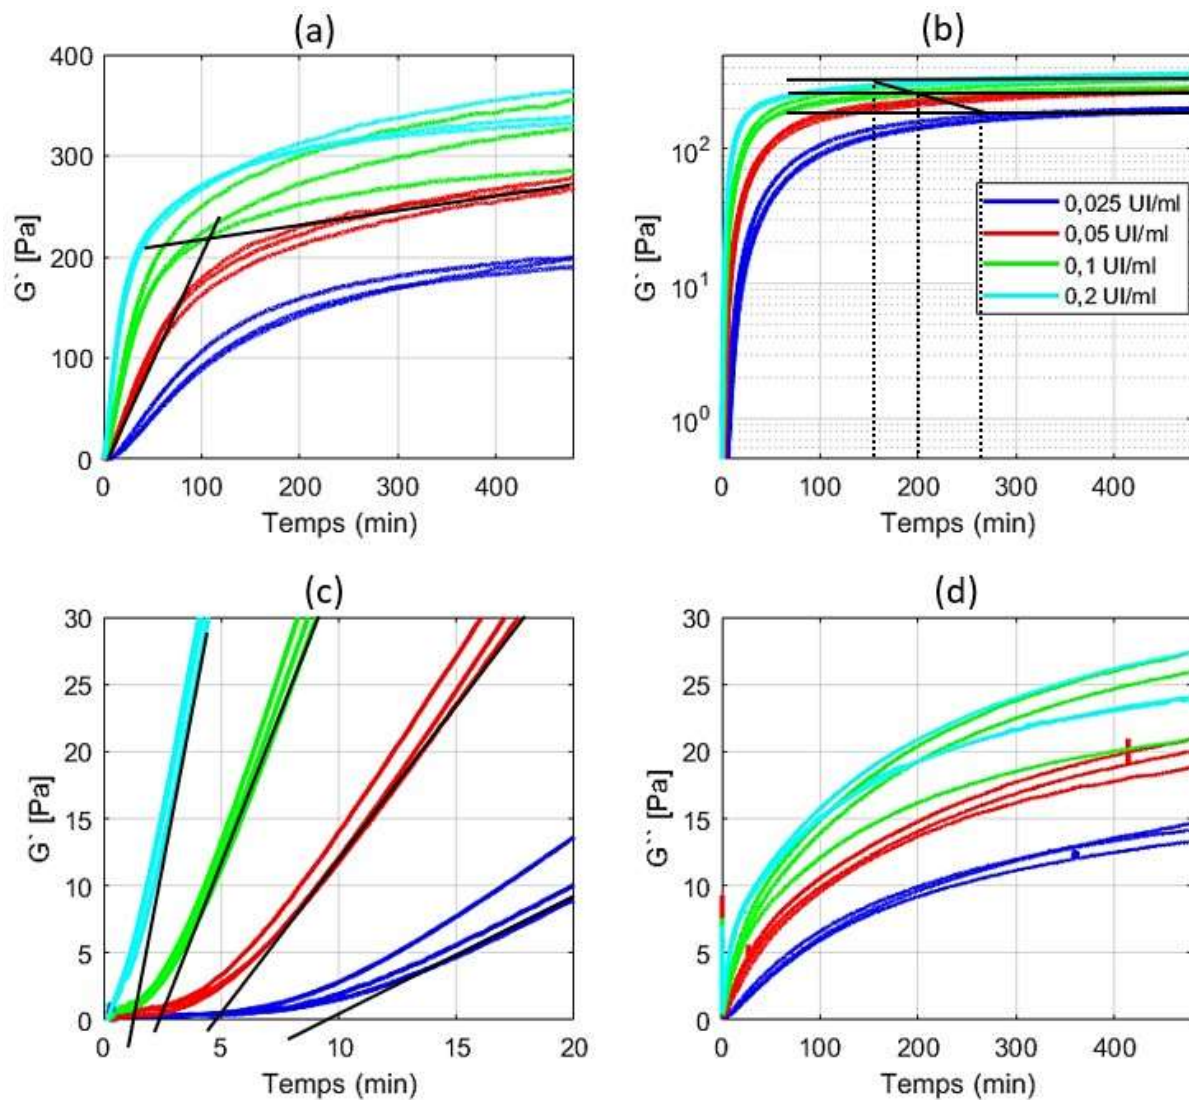 (a)
400
300
200
100
0
G` [Pa]
0 100 200 300 400
Temps (min)
(b)
10²
10¹
10⁰
G` [Pa]
0,025 UI/ml
0,05 UI/ml
0,1 UI/ml
0,2 UI/ml
0 100 200 300 400
Temps (min)
(c)
30
25
20
15
10
5
0
G` [Pa]
0 5 10 15 20
Temps (min)
(d)
30
25
20
15
10
5
0
G`` [Pa]
0 100 200 300 400
Temps (min)